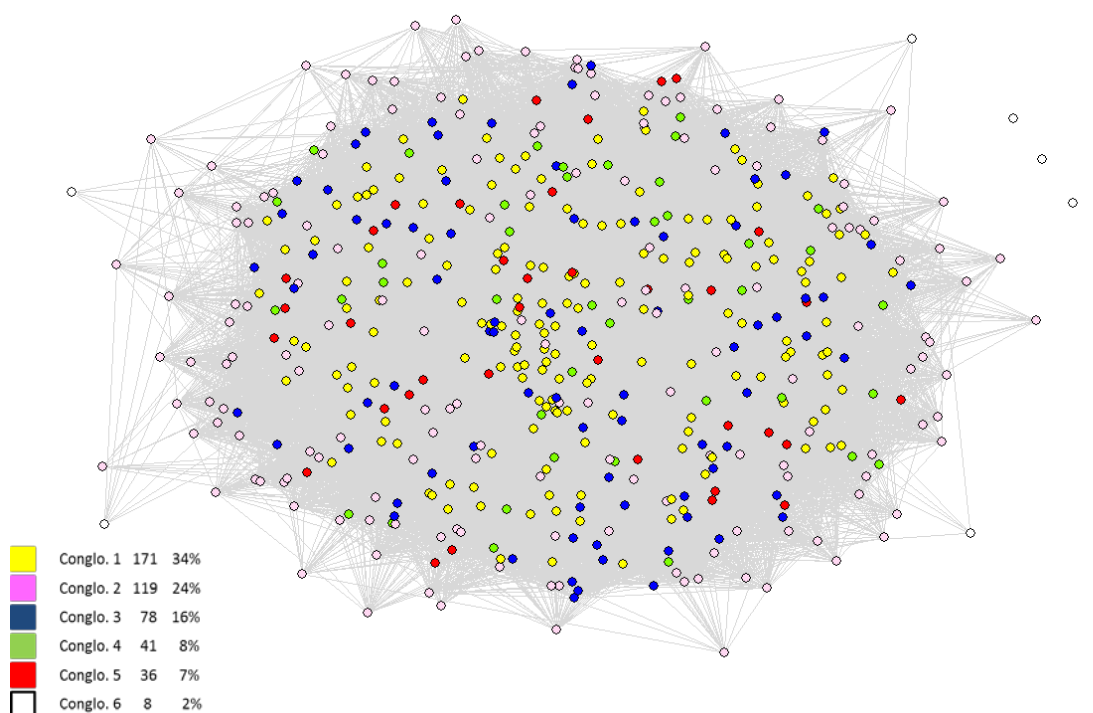 Conglo. 1 171 34%
Conglo. 2 119 24%
Conglo. 3 78 16%
Conglo. 4 41 8%
Conglo. 5 36 7%
Conglo. 6 8 2%